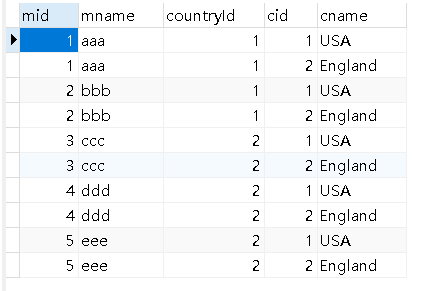 mid mname countryId cid cname
1 aaa 1 1 USA
1 aaa 1 2 England
2 bbb 1 1 USA
2 bbb 1 2 England
3 ccc 2 1 USA
3 ccc 2 2 England
4 ddd 2 1 USA
4 ddd 2 2 England
5 eee 2 1 USA
5 eee 2 2 England